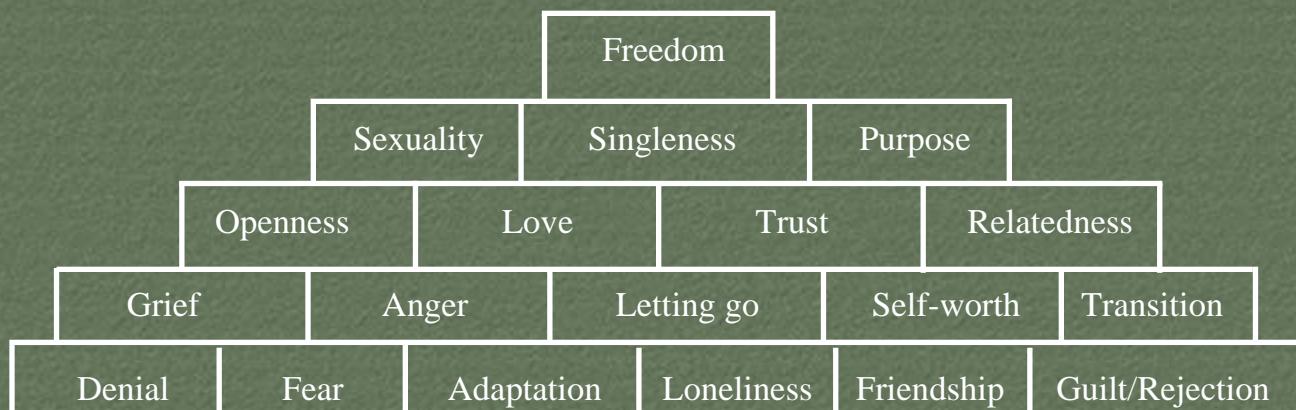 Freedom
Sexuality Singleness Purpose
Openness Love Trust Relatedness
Grief Anger Letting go Self-worth Transition
Denial Fear Adaptation Loneliness Friendship Guilt/Rejection